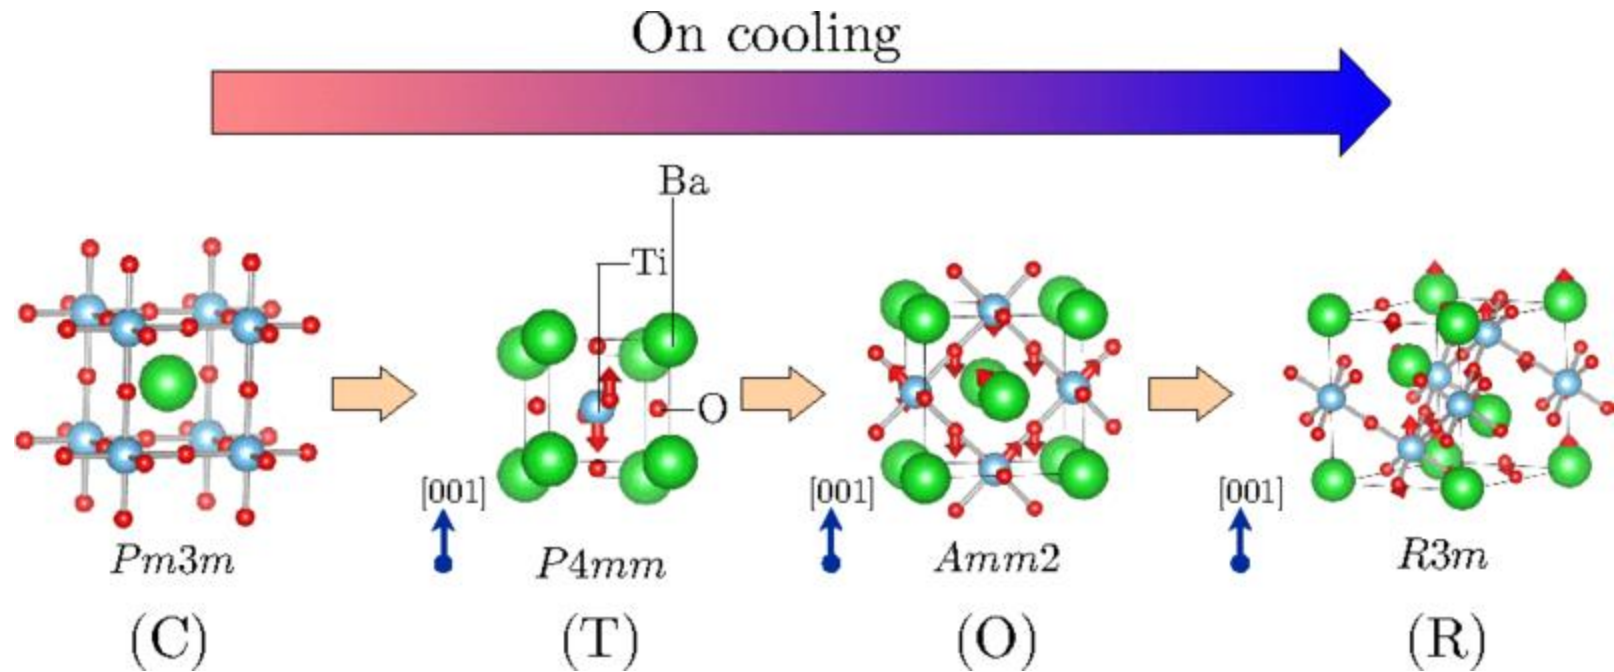 On cooling
Ba
Ti
O
[001]
[001]
[001]
Pm3m
P4mm
Amm2
R3m
(C)
(T)
(O)
(R)